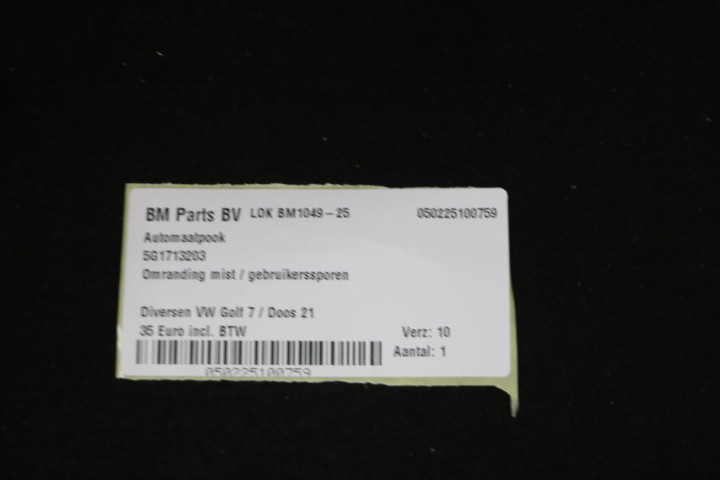 BM Parts BV LOK BM1049-25 050225100759
Automaatpook
5G1713203
Omranding mist / gebruikerssporen
Diversen VW Golf 7 / Doos 21
35 Euro incl. BTW Verz: 10
Aantal: 1
050225100759